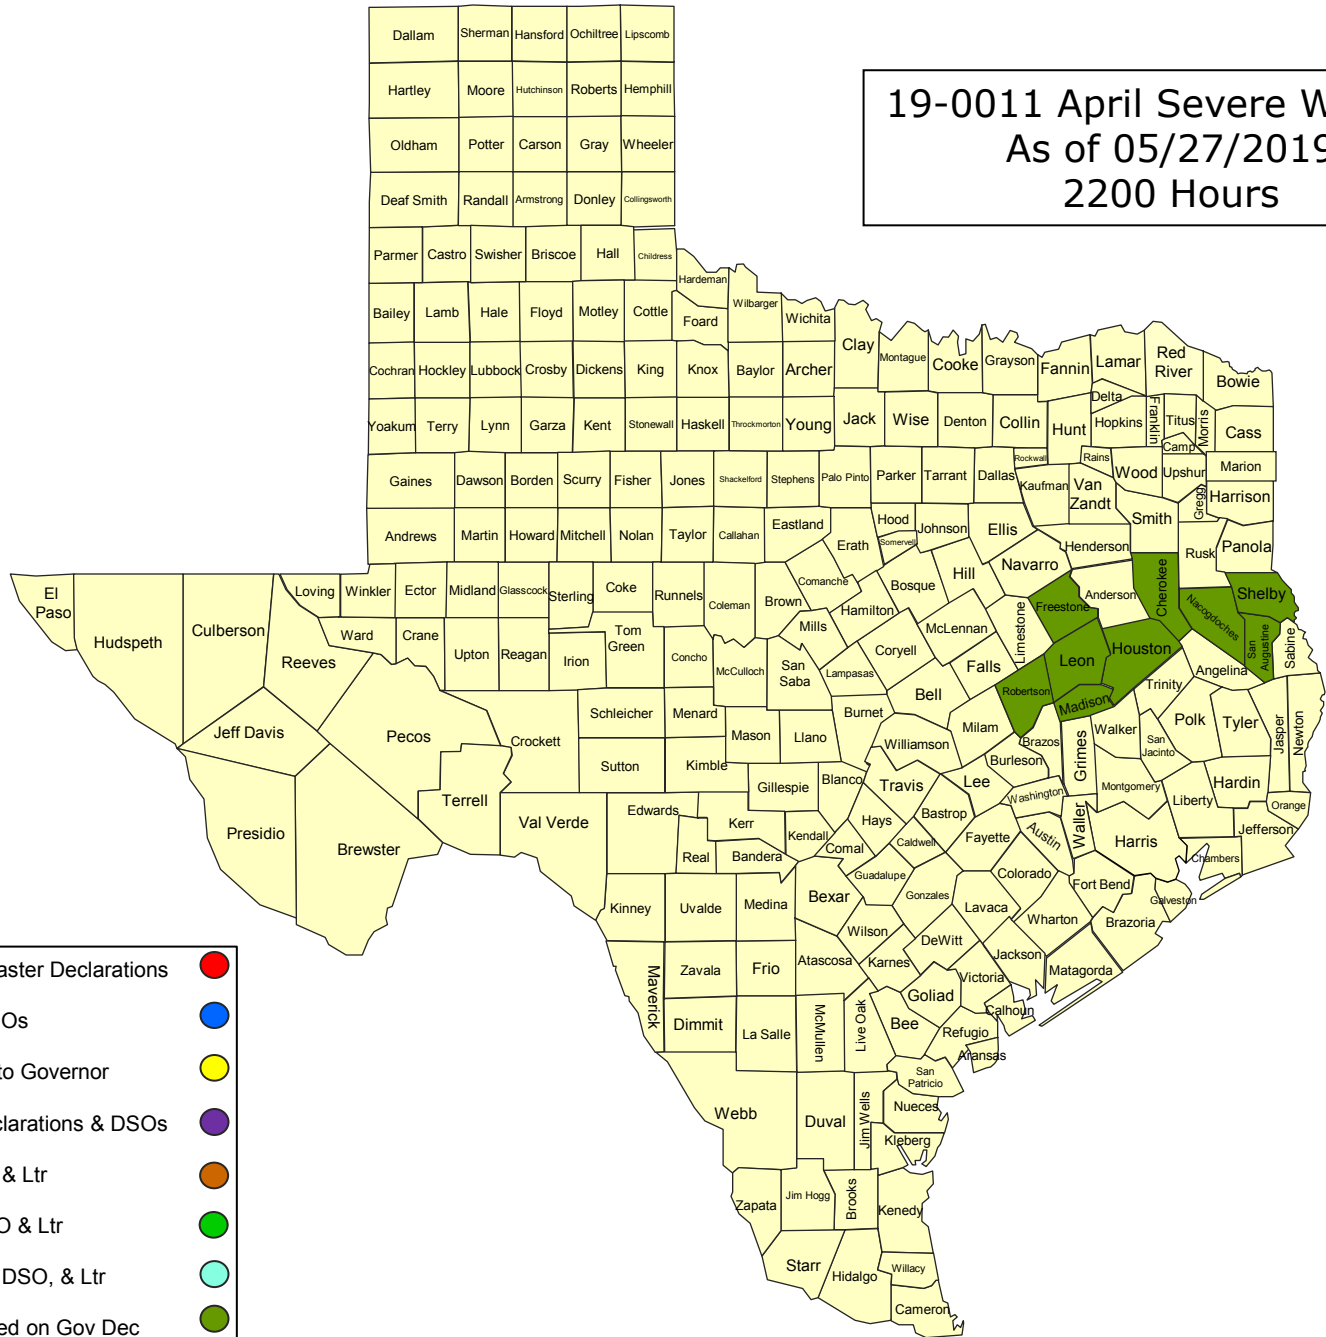 Dallam Sherman Hansford Ochiltree Lipscomb
Hartley Moore Hutchinson Roberts Hemphill
19-0011 April Severe W
As of 05/27/2019
2200 Hours
Oldham Potter Carson Gray Wheeler
Deaf Smith Randall Armstrong Donley Collingsworth
Parmer Castro Swisher Briscoe Hall Childress
Hardeman
Bailey Lamb Hale Floyd Motley Cottle Foard Wilbarger Wichita
Clay Montague Cooke Grayson Fannin Lamar Red River Bowie
Cochran Hockley Lubbock Crosby Dickens King Knox Baylor Archer
Delta
Yoakum Terry Lynn Garza Kent Stonewall Haskell Throckmorton Young Jack Wise Denton Collin Hunt Hopkins Franklin Titus Morris Cass
Camp
Rockwall Rains Wood Upshur Marion
Gaines Dawson Borden Scurry Fisher Jones Shackelford Stephens Palo Pinto Parker Tarrant Dallas Kaufman Van Zandt Gregg Harrison
Andrews Martin Howard Mitchell Nolan Taylor Callahan Eastland Erath Hood Somervell Johnson Ellis Henderson Smith Rusk Panola
El Paso Hudspeth Culberson Loving Winkler Ector Midland Glasscock Sterling Coke Runnels Coleman Brown Comanche Hamilton Bosque Hill Navarro Freestone Anderson Cherokee Nacogdoches Shelby
Reeves Ward Crane Upton Reagan Irion Tom Green Concho McCulloch San Saba Mills Lampasas Coryell McLennan Falls Limestone Leon Houston Angelina San Augustine Sabine
Jeff Davis Pecos Crockett Schleicher Menard Mason Llano Burnet Bell Milam Robertson Madison Trinity Polk Tyler Jasper Newton
Terrell Sutton Kimble Gillespie Blanco Williamson Travis Lee Burleson Brazos Grimes Walker San Jacinto Hardin
Presidio Brewster Val Verde Edwards Kerr Kendall Hays Bastrop Washington Montgomery Liberty Orange
Real Bandera Comal Caldwell Fayette Austin Waller Harris Chambers Jefferson
Kinney Uvalde Medina Bexar Guadalupe Gonzales Lavaca Colorado Fort Bend Galveston
Wilson Wharton Brazoria
Maverick Zavala Frio Atascosa Karnes DeWitt Jackson Matagorda
Victoria
Dimmit La Salle McMullen Live Oak Bee Goliad Refugio Calhoun
Aransas
San Patricio
Webb Duval Jim Wells Nueces
Kleberg
Zapata Jim Hogg Brooks Kenedy
Starr Hidalgo Willacy
Cameron
aster Declarations
Os
to Governor
clarations & DSOs
& Ltr
O & Ltr
DSO, & Ltr
ed on Gov Dec